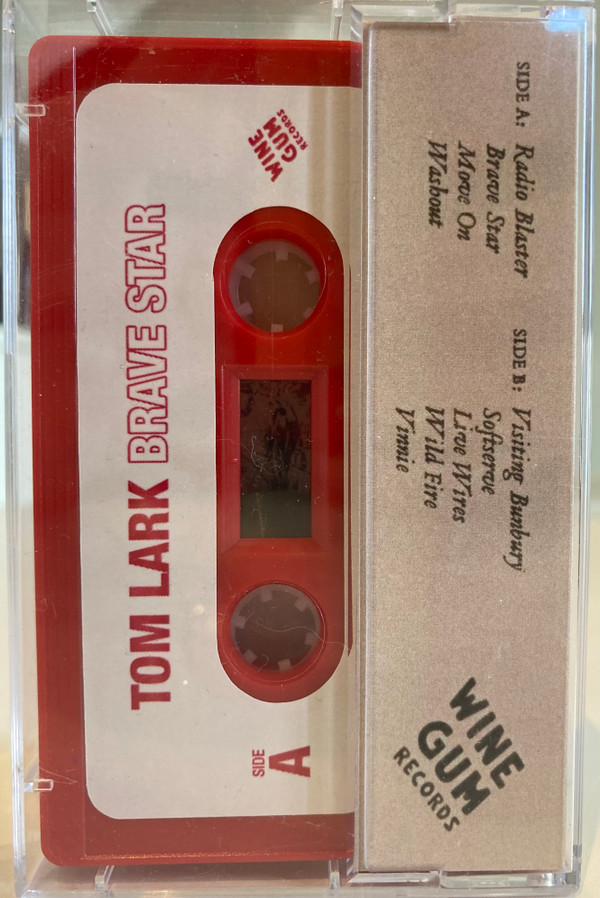 TOM LARK BRAVE STAR
WINE
GUM
RECORDS
SIDE
A
SIDE A: Radio Blaster
Brave Star
Move On
Washout
SIDE B: Visiting Bunbury
Softserve
Live Wires
Wild Fire
Vinnie
WINE
GUM
RECORDS